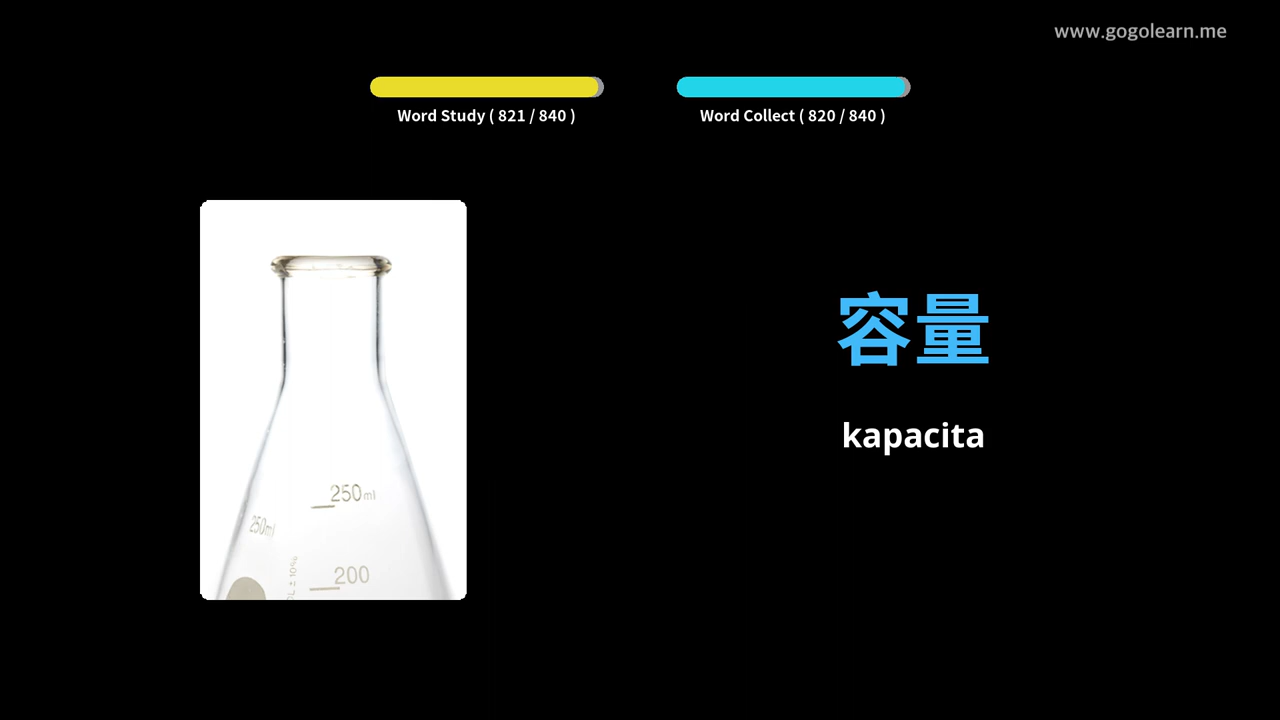 www.gogolearn.me
Word Study ( 821 / 840 )
Word Collect ( 820 / 840 )
容量
kapacita
250ml
250ml
200